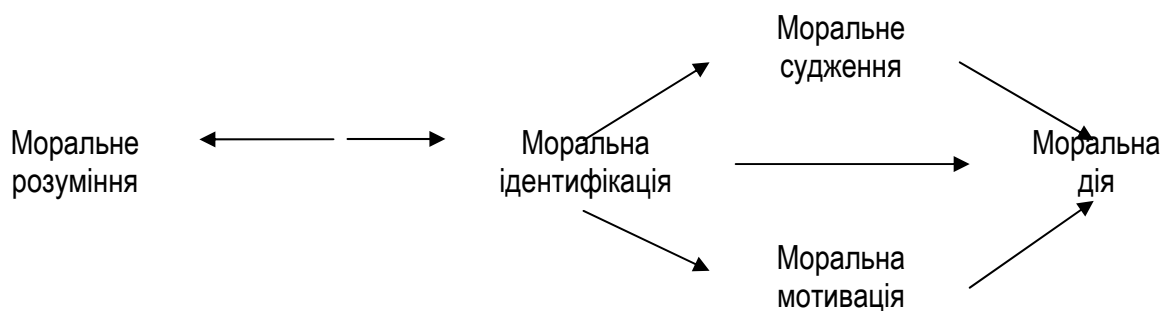 Моральне
судження
Моральне
розуміння
Моральна
ідентифікація
Моральна
дія
Моральна
мотивація